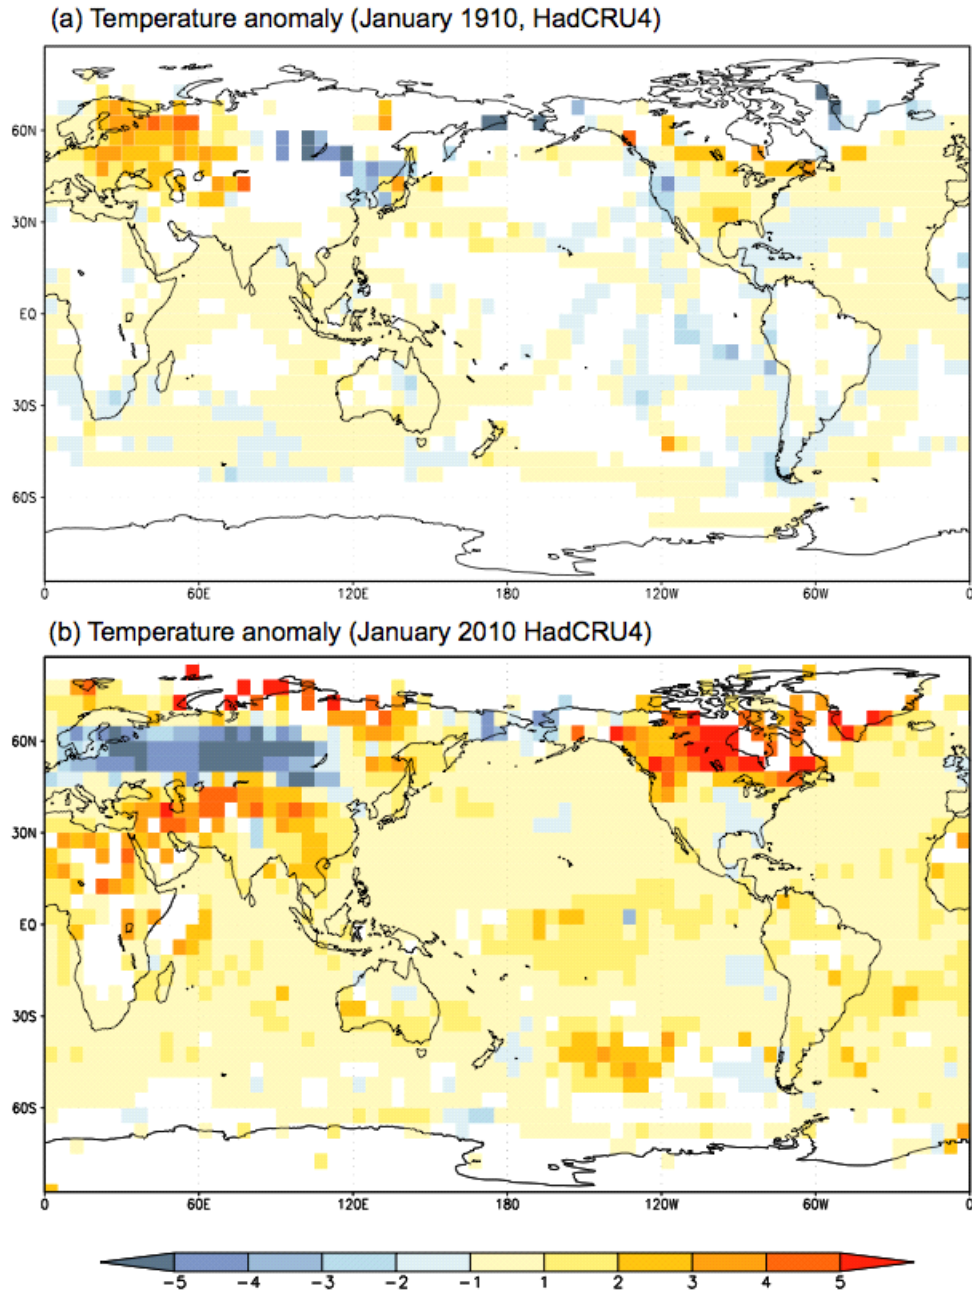 (a) Temperature anomaly (January 1910, HadCRU4)
60N
30N
EQ
30S
60S
0 60E 120E 180 120W 60W 0
(b) Temperature anomaly (January 2010 HadCRU4)
60N
30N
EQ
30S
60S
0 60E 120E 180 120W 60W 0
-5 -4 -3 -2 -1 1 2 3 4 5